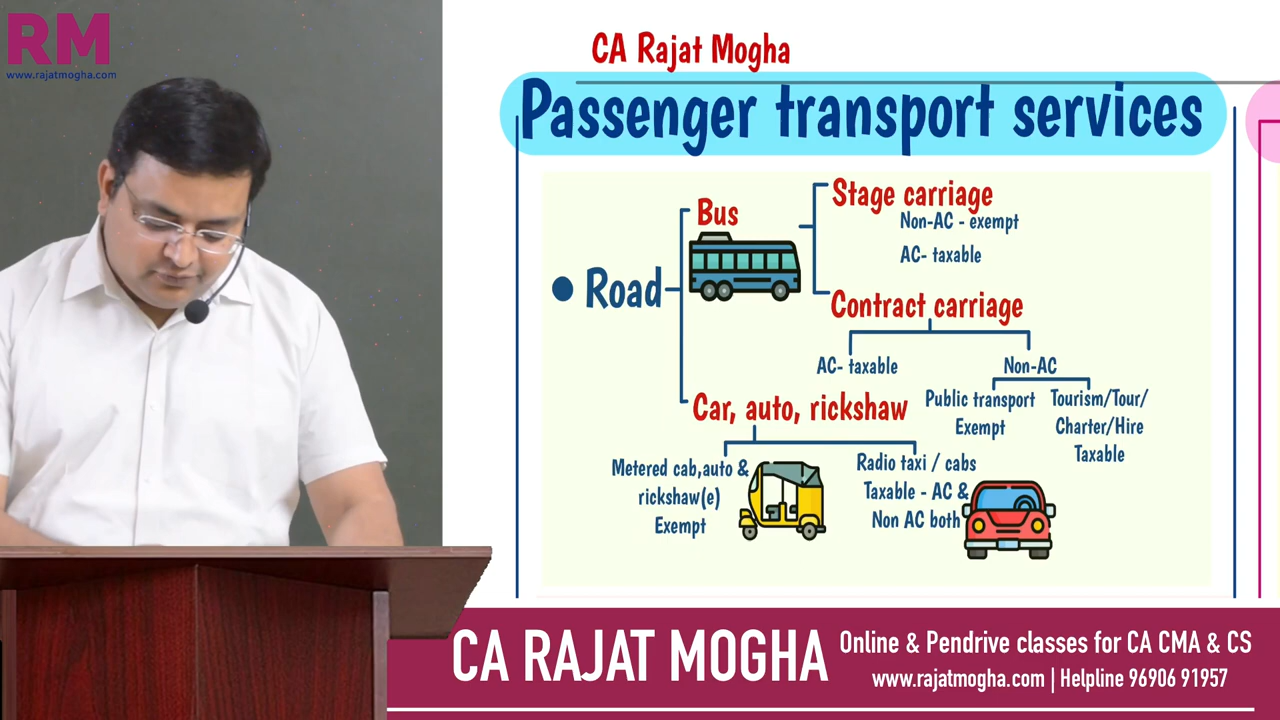 RM
www.rajatmogha.com
CA Rajat Mogha
Passenger transport services
Road
Bus
Stage carriage
Non-AC - exempt
AC- taxable
Contract carriage
AC- taxable
Non-AC
Public transport
Exempt
Tourism/Tour/
Charter/Hire
Taxable
Car, auto, rickshaw
Metered cab,auto &
rickshaw(e)
Exempt
Radio taxi / cabs
Taxable - AC &
Non AC both
CA RAJAT MOGHA
Online & Pendrive classes for CA CMA & CS
www.rajatmogha.com | Helpline 96906 91957